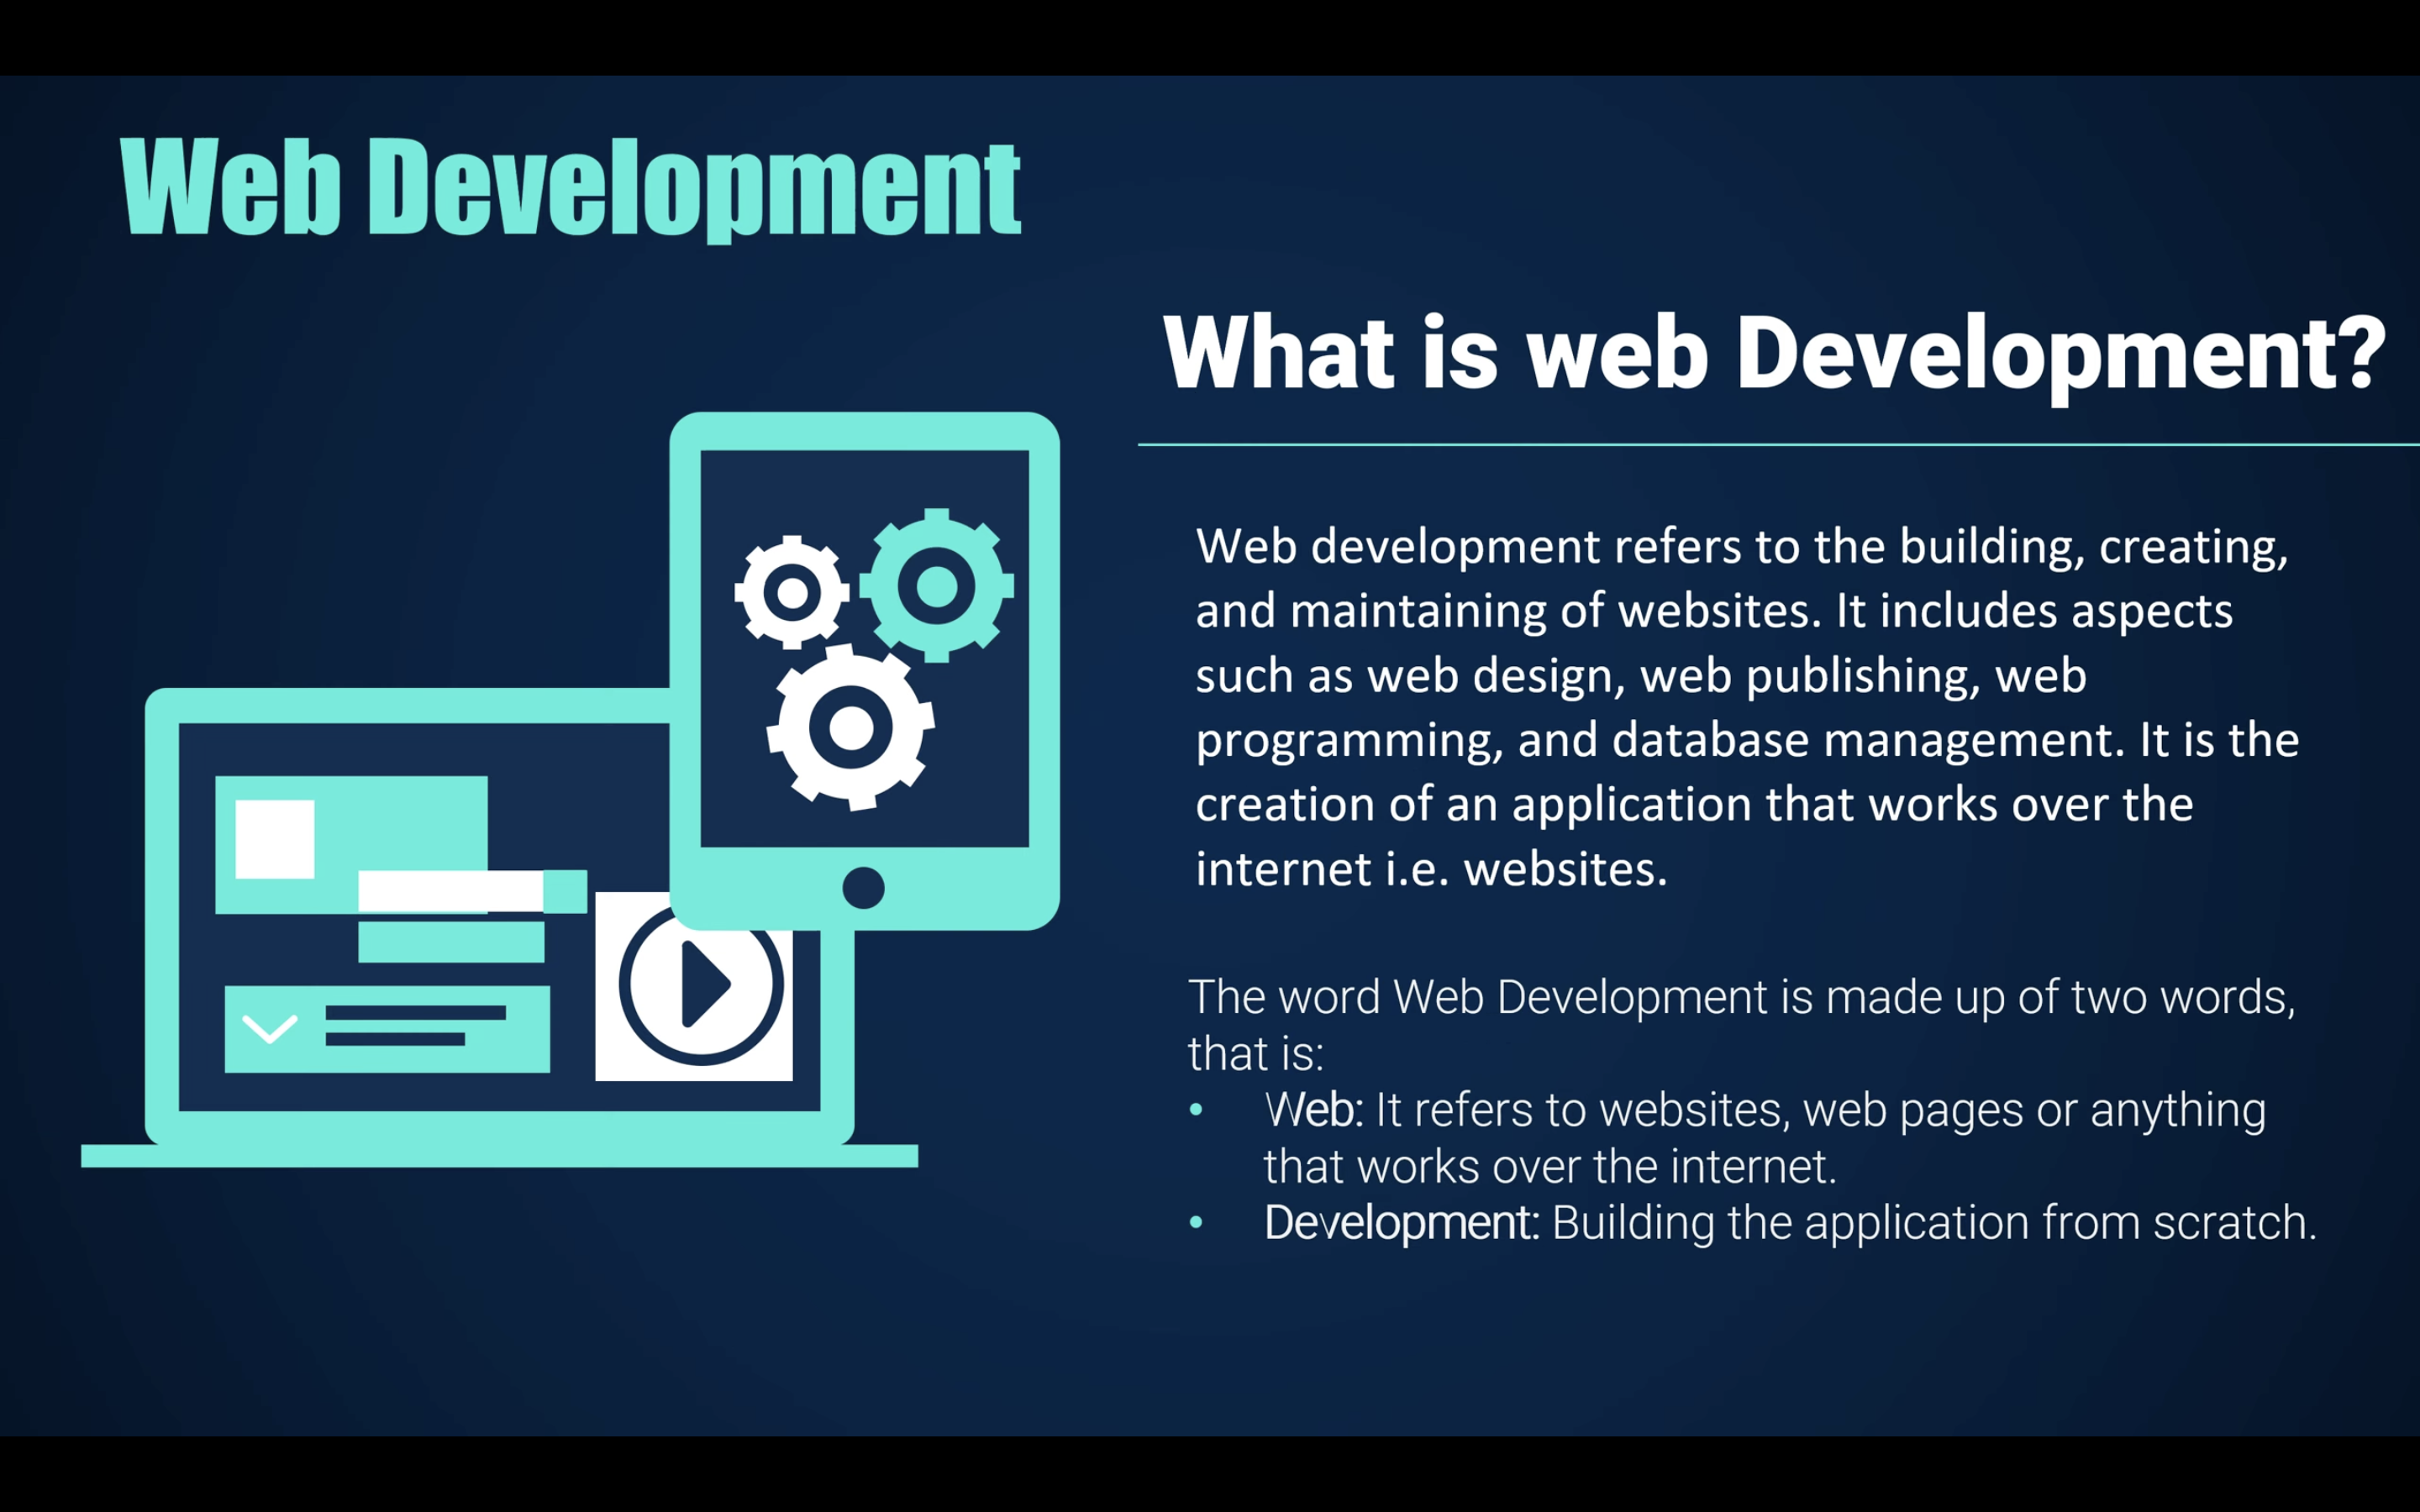 Web Development
What is web Development?
Web development refers to the building, creating,
and maintaining of websites. It includes aspects
such as web design, web publishing, web
programming, and database management. It is the
creation of an application that works over the
internet i.e. websites.
The word Web Development is made up of two words,
that is:
• Web: It refers to websites, web pages or anything
that works over the internet.
• Development: Building the application from scratch.